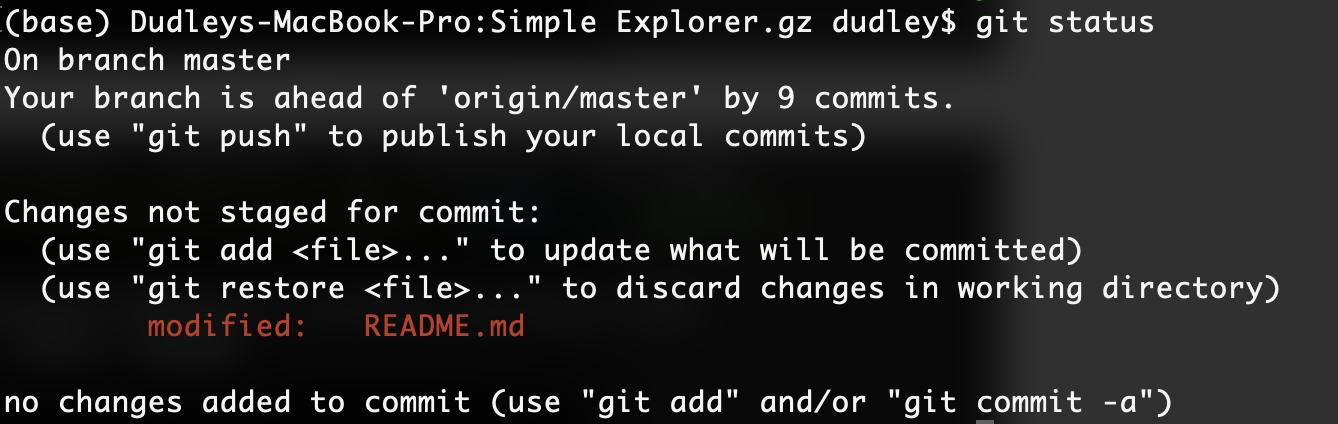 (base) Dudleys-MacBook-Pro:Simple Explorer.gz dudley$ git status
On branch master
Your branch is ahead of 'origin/master' by 9 commits.
  (use "git push" to publish your local commits)

Changes not staged for commit:
  (use "git add <file>..." to update what will be committed)
  (use "git restore <file>..." to discard changes in working directory)
        modified:   README.md

no changes added to commit (use "git add" and/or "git commit -a")